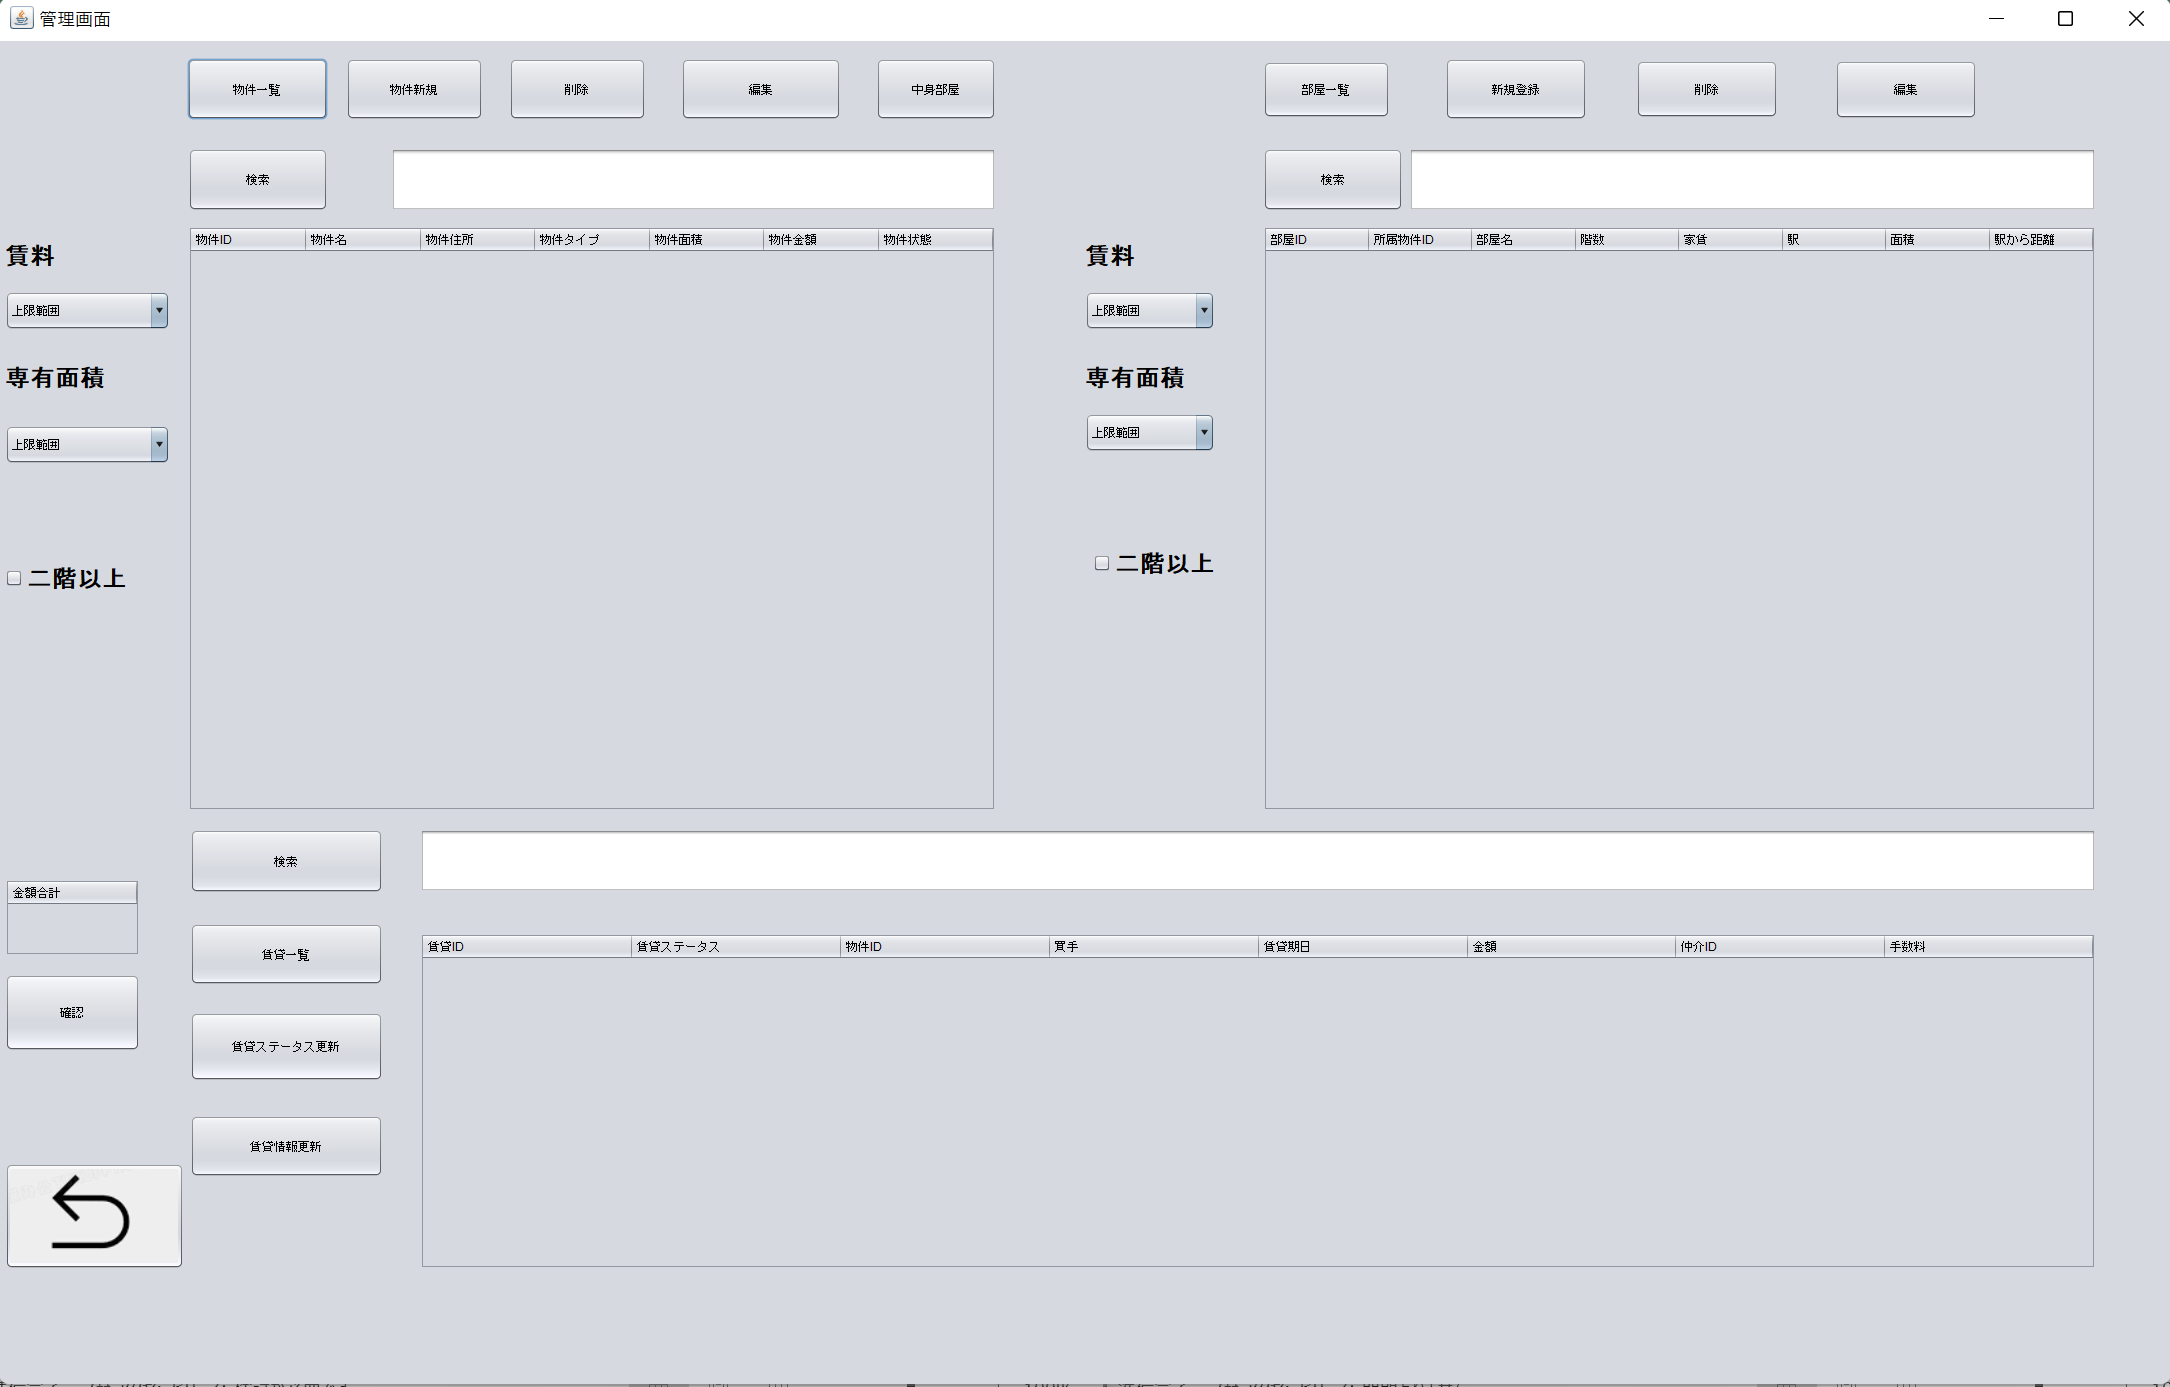 管理画面
物件一覧 物件新規 削除 編集 中身部屋
部屋一覧 新規登録 削除 編集
検索
検索
物件ID 物件名 物件住所 物件タイプ 物件面積 物件金額 物件状態
部屋ID 所属物件ID 部屋名 階数 家賃 駅 面積 駅から距離
賃料
上限範囲
専有面積
上限範囲
二階以上
賃料
上限範囲
専有面積
上限範囲
二階以上
検索
金額合計
確認
賃貸一覧
賃貸ステータス更新
賃貸情報更新
賃貸ID 賃貸ステータス 物件ID 買手 賃貸期日 金額 仲介ID 手数料